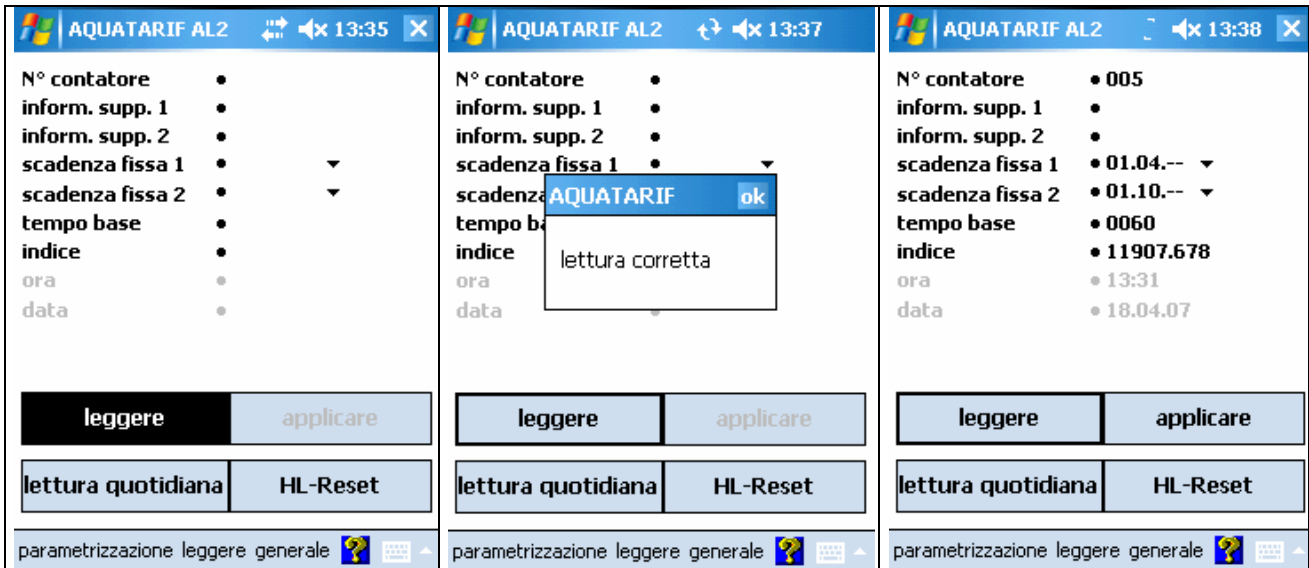 AQUATARIF AL2 13:35
N° contatore •
inform. supp. 1 •
inform. supp. 2 •
scadenza fissa 1 •
scadenza fissa 2 •
tempo base •
indice •
ora •
data •
leggere applicare
lettura quotidiana HL-Reset
parametrizzazione leggere generale ?
AQUATARIF AL2 13:37
N° contatore •
inform. supp. 1 •
inform. supp. 2 •
scadenza fissa 1 •
scadenz
AQUATARIF ok
tempo b
indice
lettura corretta
ora
data
leggere applicare
lettura quotidiana HL-Reset
parametrizzazione leggere generale ?
AQUATARIF AL2 13:38
N° contatore • 005
inform. supp. 1 •
inform. supp. 2 •
scadenza fissa 1 • 01.04.--
scadenza fissa 2 • 01.10.--
tempo base • 0060
indice • 11907.678
ora • 13:31
data • 18.04.07
leggere applicare
lettura quotidiana HL-Reset
parametrizzazione leggere generale ?